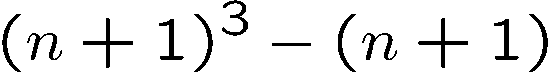 (n + 1)³ − (n + 1)